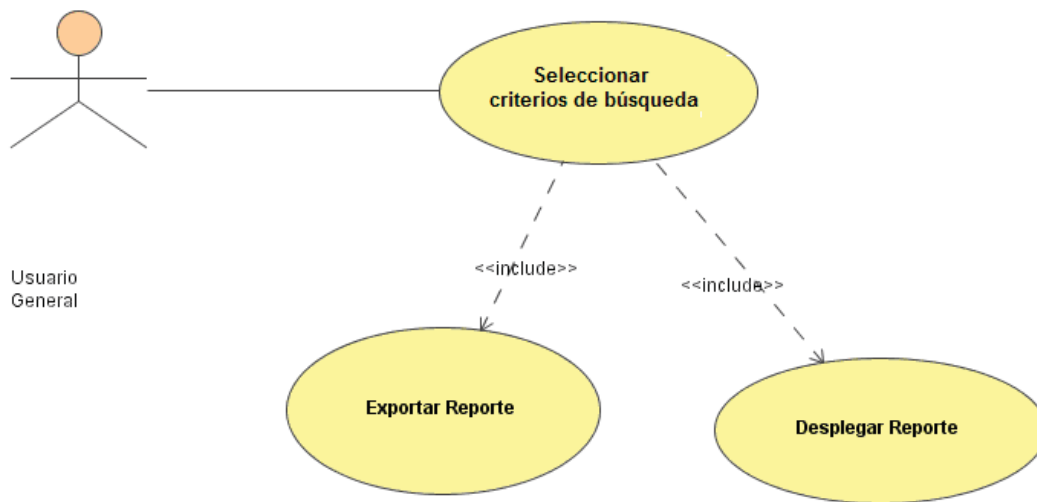 Seleccionar
criterios de búsqueda
Usuario
General
<<include>>
<<include>>
Exportar Reporte
Desplegar Reporte